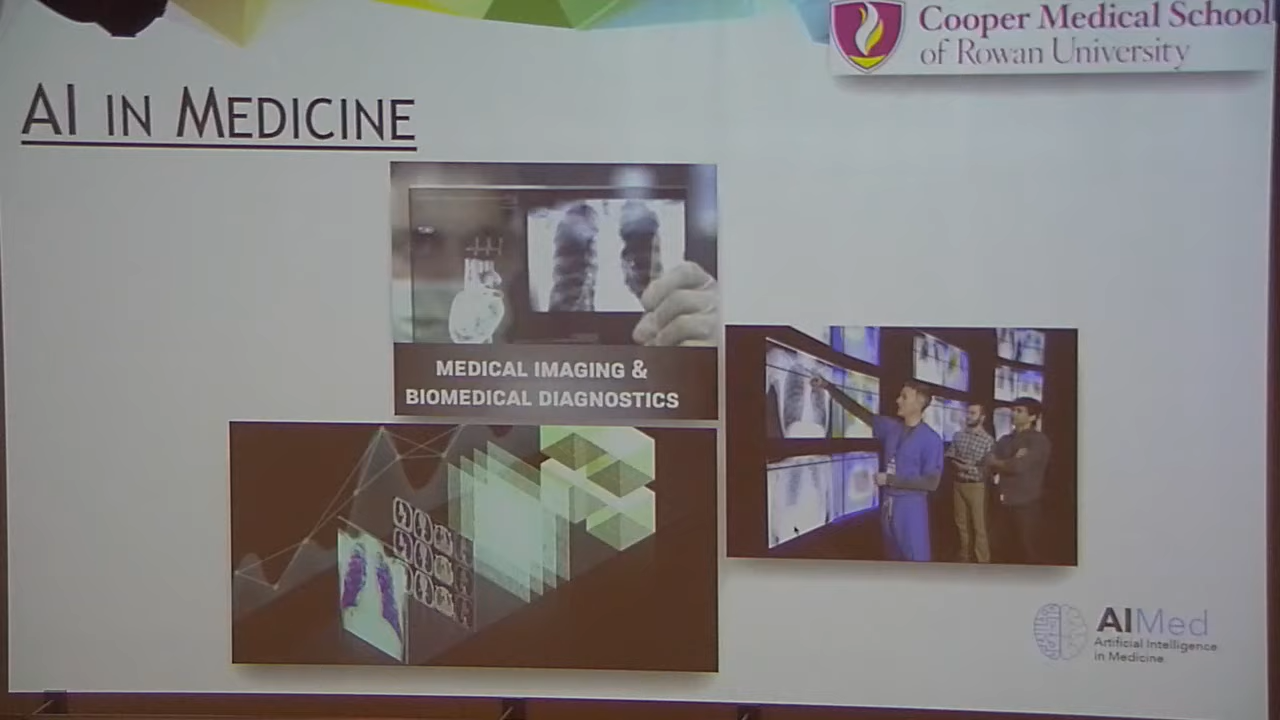 Cooper Medical School
of Rowan University
AI IN MEDICINE
MEDICAL IMAGING &
BIOMEDICAL DIAGNOSTICS
AIMed
Artificial Intelligence
in Medicine